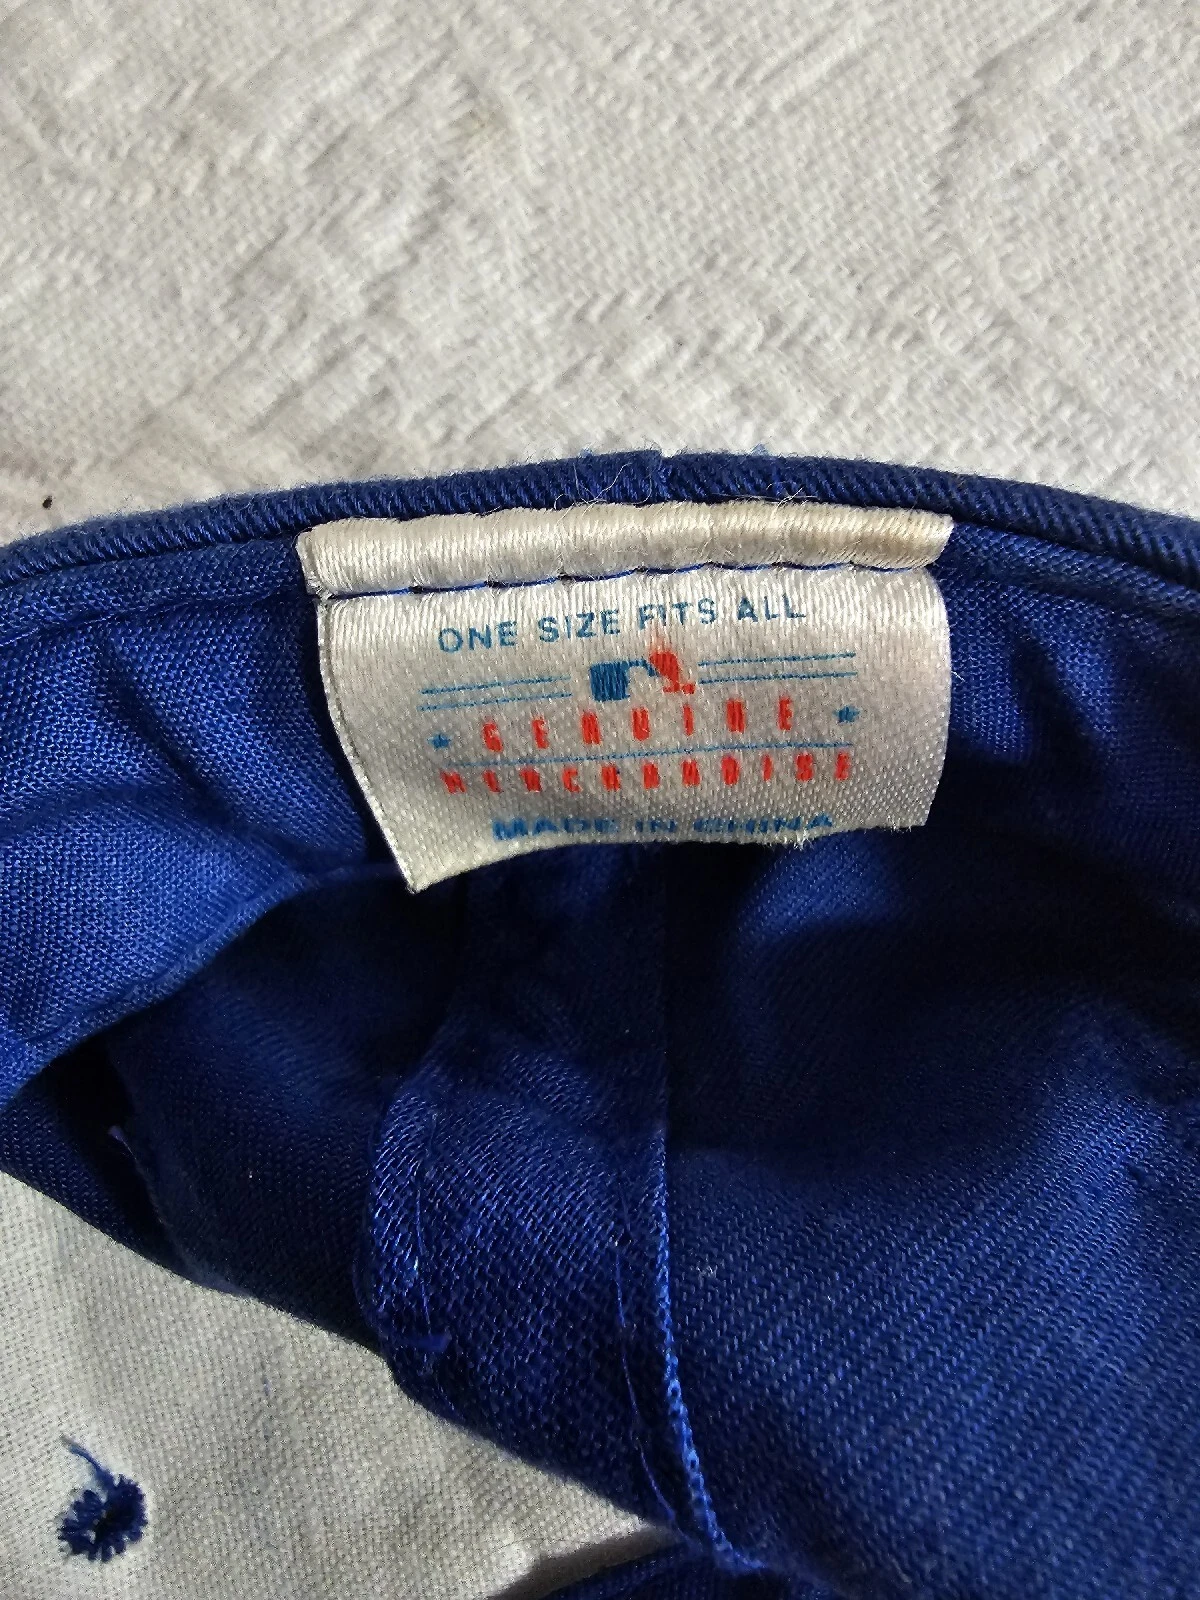 ONE SIZE FITS ALL
GENUINE
MERCHANDISE
MADE IN CHINA